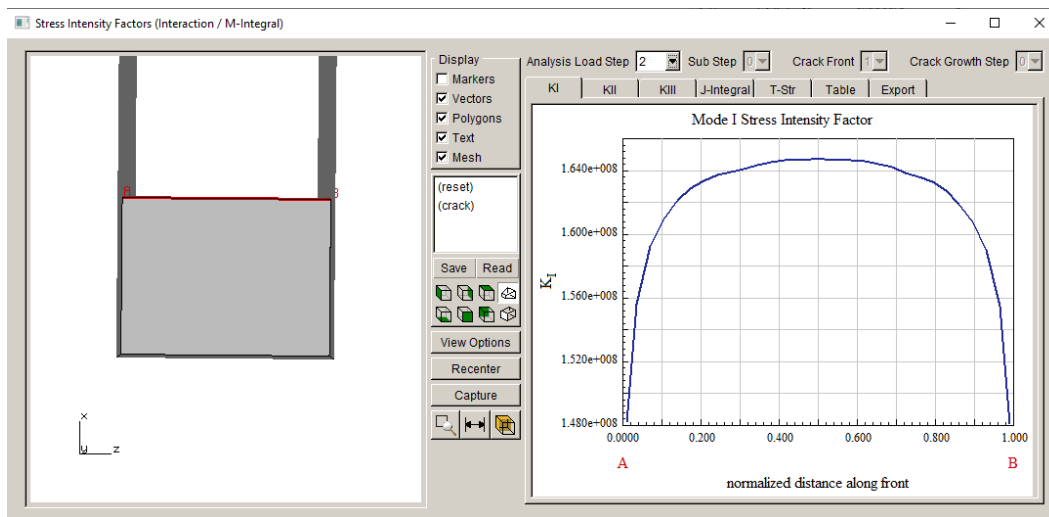 Stress Intensity Factors (Interaction / M-Integral)
A
B
x
y
z
Display
Markers
Vectors
Polygons
Text
Mesh
(reset)
(crack)
Save Read
View Options
Recenter
Capture
Analysis Load Step 2 Sub Step 0 Crack Front 1 Crack Growth Step 0
KI KII KIII J-Integral T-Str Table Export
Mode I Stress Intensity Factor
1.640e+008
1.600e+008
1.560e+008
1.520e+008
1.480e+008
KI
0.0000 0.200 0.400 0.600 0.800 1.000
A B
normalized distance along front